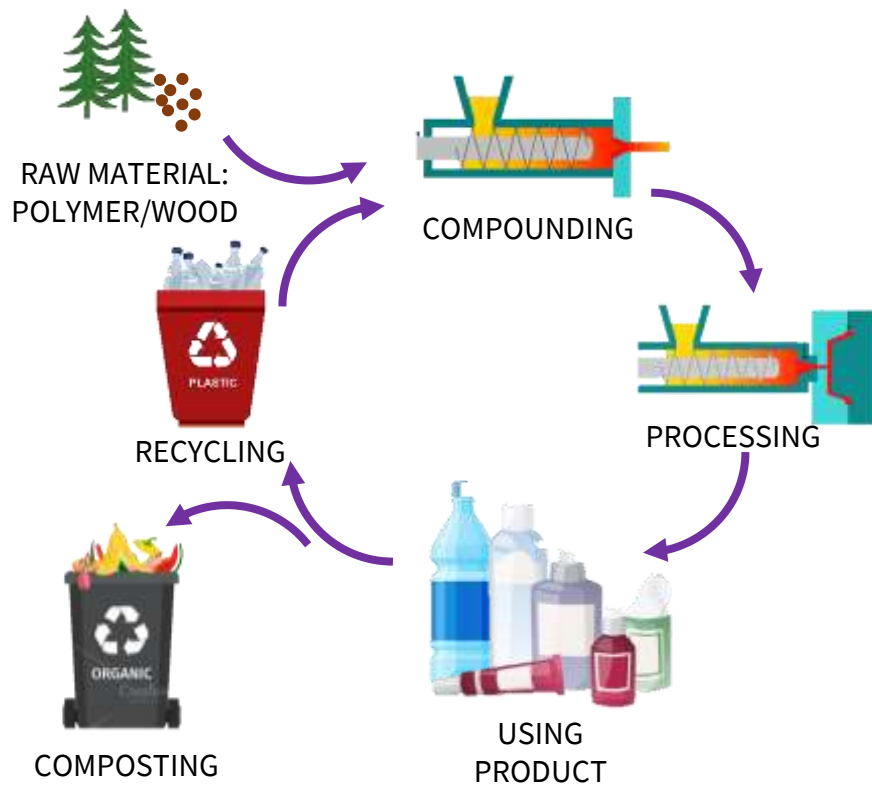 RAW MATERIAL:
POLYMER/WOOD
COMPOUNDING
PROCESSING
USING
PRODUCT
PLASTIC
RECYCLING
ORGANIC
COMPOSTING